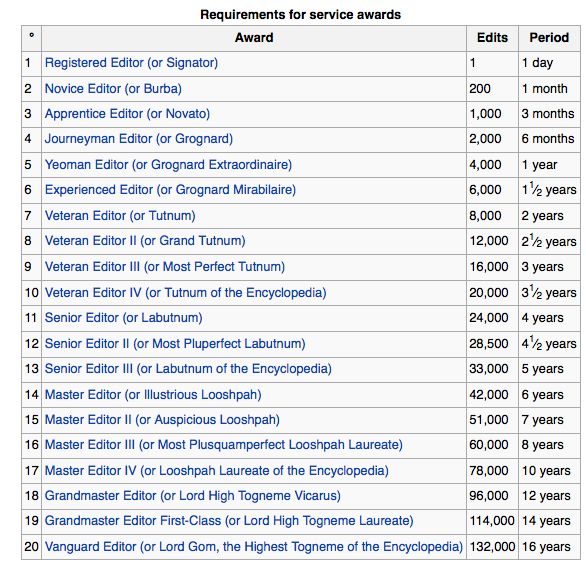 Requirements for service awards
° Award Edits Period
1 Registered Editor (or Signator) 1 1 day
2 Novice Editor (or Burba) 200 1 month
3 Apprentice Editor (or Novato) 1,000 3 months
4 Journeyman Editor (or Grognard) 2,000 6 months
5 Yeoman Editor (or Grognard Extraordinaire) 4,000 1 year
6 Experienced Editor (or Grognard Mirabilaire) 6,000 1 1/2 years
7 Veteran Editor (or Tutnum) 8,000 2 years
8 Veteran Editor II (or Grand Tutnum) 12,000 2 1/2 years
9 Veteran Editor III (or Most Perfect Tutnum) 16,000 3 years
10 Veteran Editor IV (or Tutnum of the Encyclopedia) 20,000 3 1/2 years
11 Senior Editor (or Labutnum) 24,000 4 years
12 Senior Editor II (or Most Pluperfect Labutnum) 28,500 4 1/2 years
13 Senior Editor III (or Labutnum of the Encyclopedia) 33,000 5 years
14 Master Editor (or Illustrious Looshpah) 42,000 6 years
15 Master Editor II (or Auspicious Looshpah) 51,000 7 years
16 Master Editor III (or Most Plusquamperfect Looshpah Laureate) 60,000 8 years
17 Master Editor IV (or Looshpah Laureate of the Encyclopedia) 78,000 10 years
18 Grandmaster Editor (or Lord High Togneme Vicarus) 96,000 12 years
19 Grandmaster Editor First-Class (or Lord High Togneme Laureate) 114,000 14 years
20 Vanguard Editor (or Lord Gom, the Highest Togneme of the Encyclopedia) 132,000 16 years